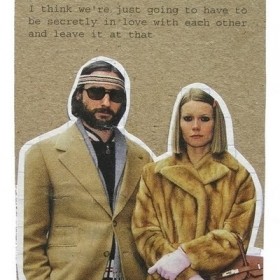 I think we're just going to have to
be secretly in love with each other
and leave it at that